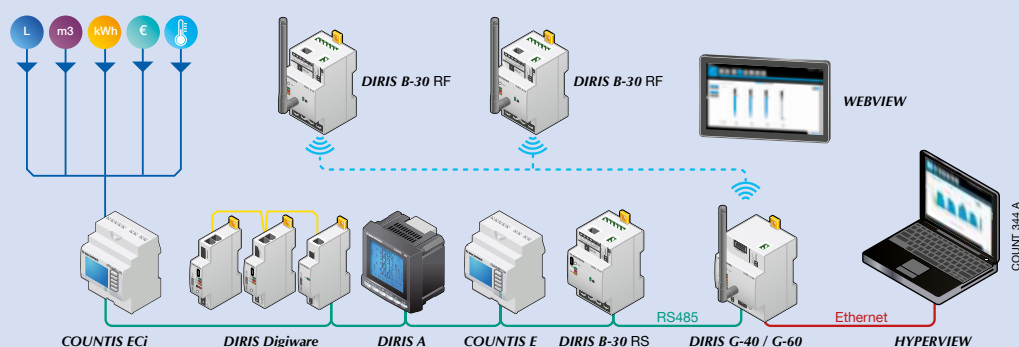 L
m3
kWh
€
DIRIS B-30 RF
DIRIS B-30 RF
WEBVIEW
COUNT 344 A
RS485
Ethernet
COUNTIS ECi
DIRIS Digiware
DIRIS A
COUNTIS E
DIRIS B-30 RS
DIRIS G-40 / G-60
HYPERVIEW